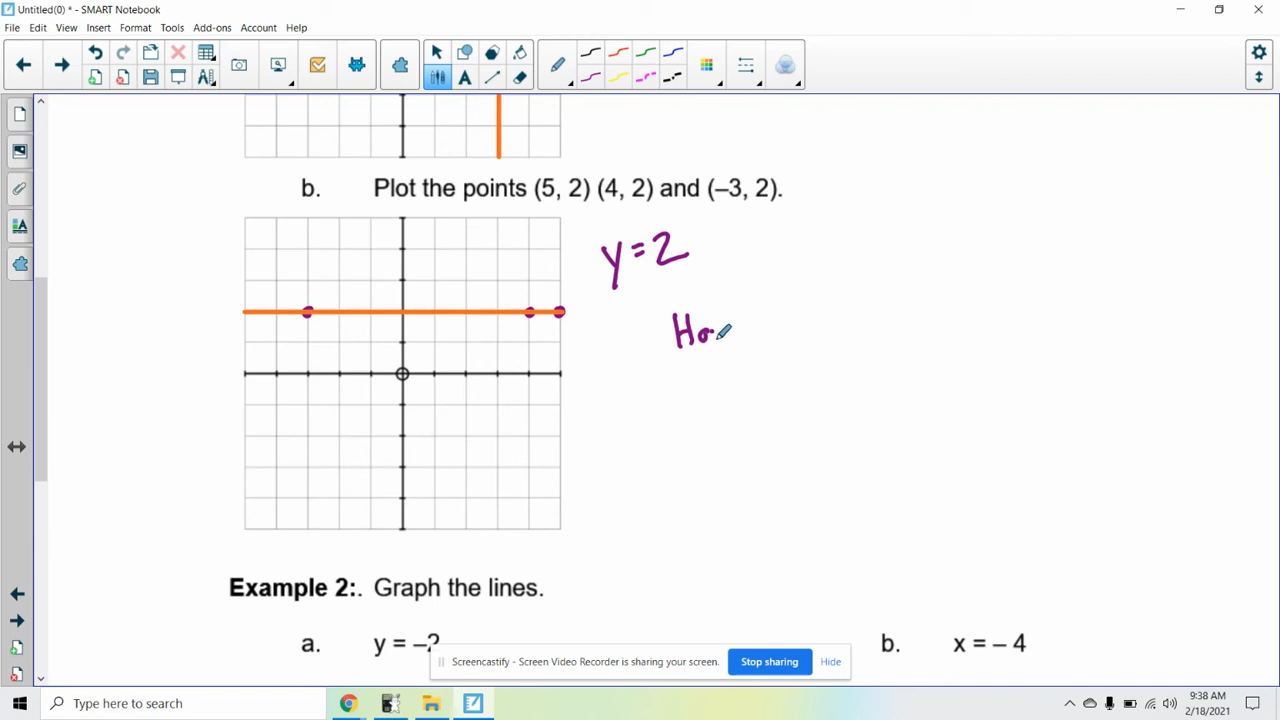 Untitled(0) * - SMART Notebook
File Edit View Insert Format Tools Add-ons Account Help
b. Plot the points (5, 2) (4, 2) and (–3, 2).
y=2
Ho
Example 2:. Graph the lines.
a. y = –2 b. x = – 4
Screencastify - Screen Video Recorder is sharing your screen. Stop sharing Hide
Type here to search
9:38 AM
2/18/2021